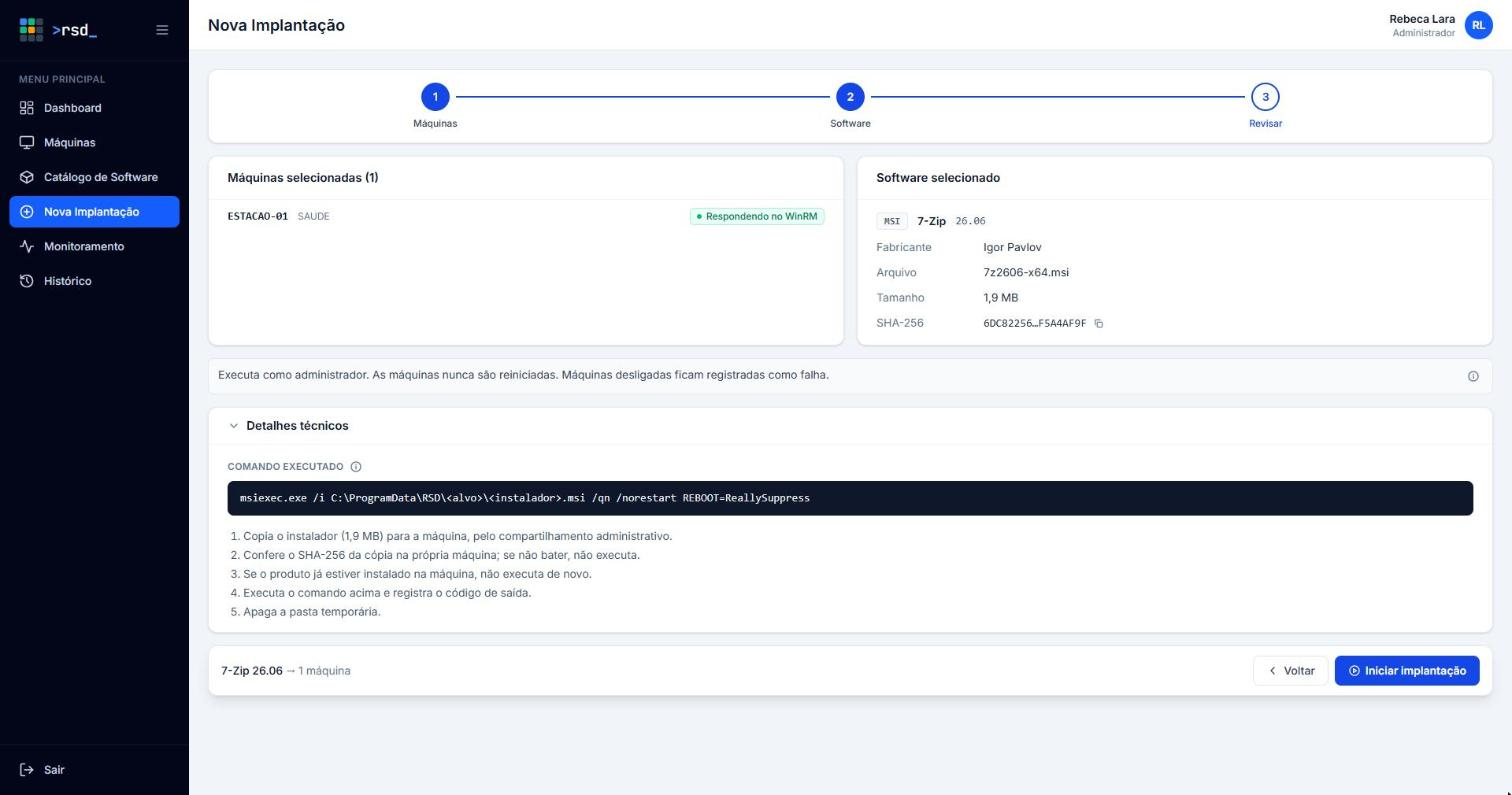 >rsd_
MENU PRINCIPAL
Dashboard
Máquinas
Catálogo de Software
Nova Implantação
Monitoramento
Histórico
Sair
Nova Implantação
Rebeca Lara
Administrador
RL
1
Máquinas
2
Software
3
Revisar
Máquinas selecionadas (1)
ESTACAO-01 SAUDE Respondendo no WinRM
Software selecionado
MSI 7-Zip 26.06
Fabricante Igor Pavlov
Arquivo 7z2606-x64.msi
Tamanho 1,9 MB
SHA-256 6DC82256…F5A4AF9F
Executa como administrador. As máquinas nunca são reiniciadas. Máquinas desligadas ficam registradas como falha.
Detalhes técnicos
COMANDO EXECUTADO
msiexec.exe /i C:\ProgramData\RSD\<alvo>\<instalador>.msi /qn /norestart REBOOT=ReallySuppress
1. Copia o instalador (1,9 MB) para a máquina, pelo compartilhamento administrativo.
2. Confere o SHA-256 da cópia na própria máquina; se não bater, não executa.
3. Se o produto já estiver instalado na máquina, não executa de novo.
4. Executa o comando acima e registra o código de saída.
5. Apaga a pasta temporária.
7-Zip 26.06 → 1 máquina
Voltar
Iniciar implantação